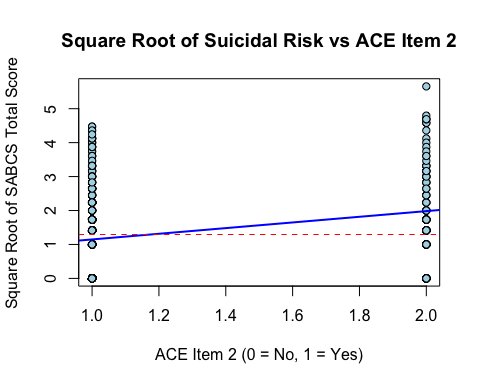 Square Root of Suicidal Risk vs ACE Item 2
Square Root of SABCS Total Score
5
4
3
2
1
0
1.0 1.2 1.4 1.6 1.8 2.0
ACE Item 2 (0 = No, 1 = Yes)